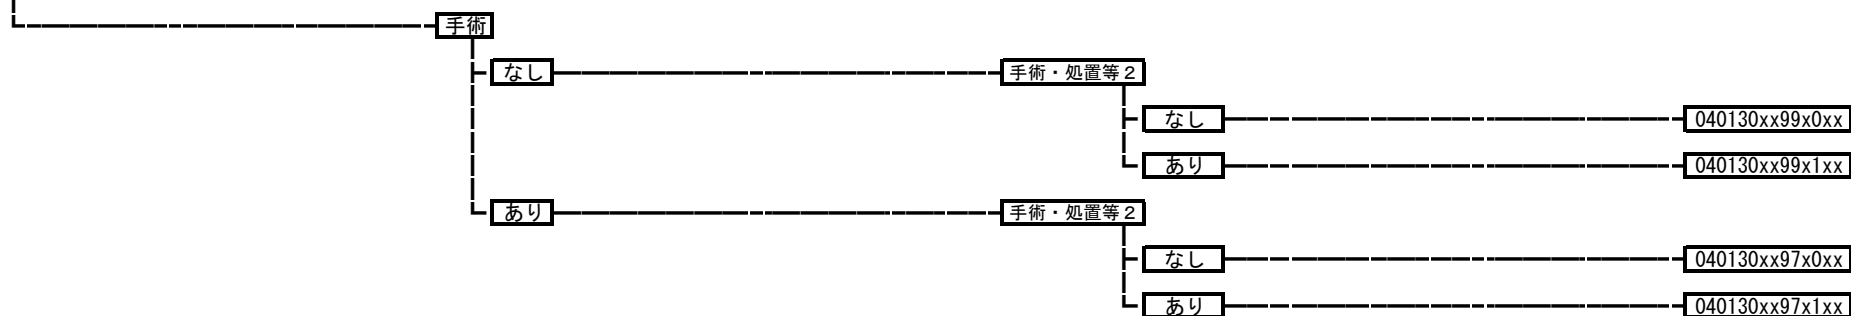 手術
なし 手術・処置等２
なし 040130xx99x0xx
あり 040130xx99x1xx
あり 手術・処置等２
なし 040130xx97x0xx
あり 040130xx97x1xx